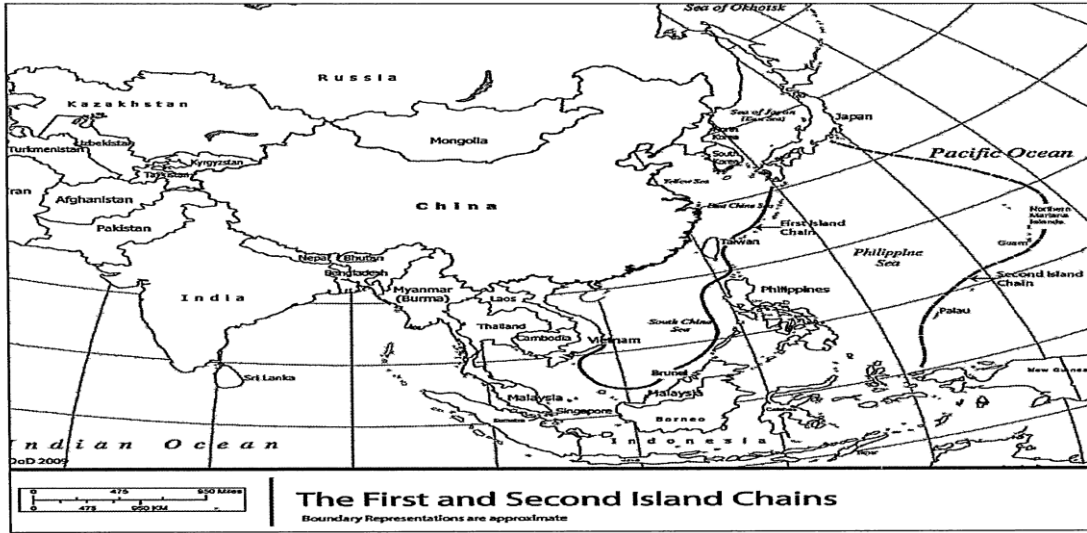 Sea of Okhotsk
Russia
Kazakhstan
Mongolia
Sea of Japan
(East Sea)
Japan
Uzbekistan
Turkmenistan
Kyrgyzstan
Tajikistan
North
Korea
South
Korea
Pacific Ocean
Iran
Afghanistan
Yellow Sea
China
Pakistan
East China Sea
First Island
Chain
Northern
Mariana
Islands
Guam
Taiwan
Philippine
Sea
Nepal
Bhutan
Bangladesh
India
Myanmar
(Burma)
Laos
Philippines
Second Island
Chain
Palau
Thailand
South China
Sea
Cambodia
Vietnam
Sri Lanka
Brunei
Malaysia
New Guinea
Malaysia
Singapore
Borneo
Indonesia
Indian Ocean
DoD 2009
0 475 950 Miles
0 475 950 KM
The First and Second Island Chains
Boundary Representations are approximate